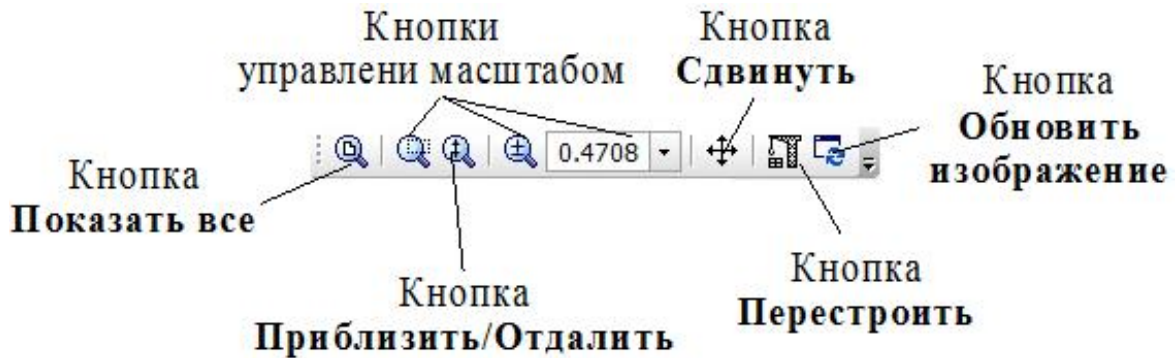 Кнопки
управлени масштабом
Кнопка
Сдвинуть
Кнопка
Обновить
изображение
0.4708
Кнопка
Показать все
Кнопка
Приблизить/Отдалить
Кнопка
Перестроить